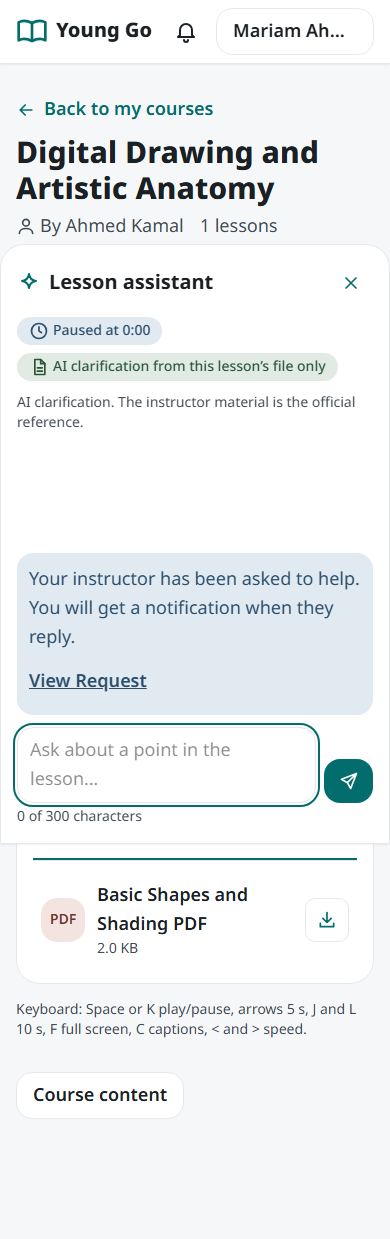 Young Go
Mariam Ah...
Back to my courses
Digital Drawing and
Artistic Anatomy
By Ahmed Kamal 1 lessons
Lesson assistant
Paused at 0:00
AI clarification from this lesson's file only
AI clarification. The instructor material is the official
reference.
Your instructor has been asked to help.
You will get a notification when they
reply.
View Request
Ask about a point in the
lesson...
0 of 300 characters
PDF
Basic Shapes and
Shading PDF
2.0 KB
Keyboard: Space or K play/pause, arrows 5 s, J and L
10 s, F full screen, C captions, < and > speed.
Course content